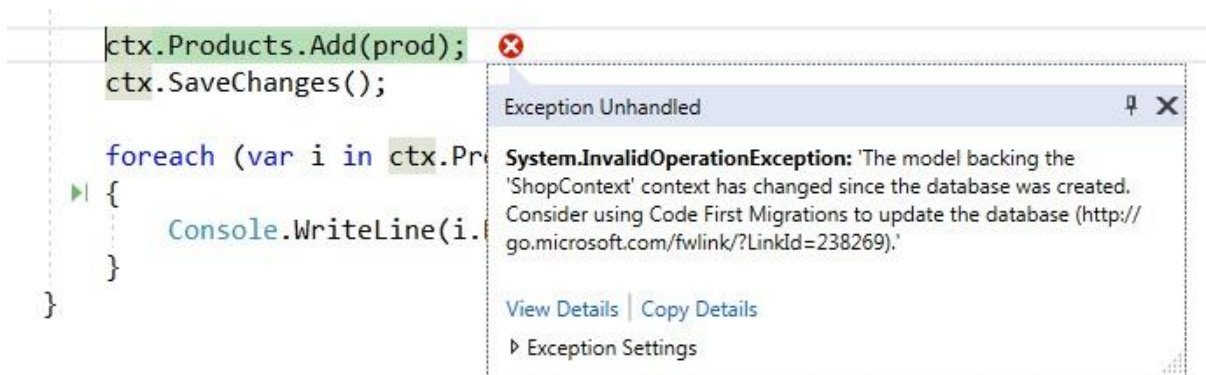 ctx.Products.Add(prod);
ctx.SaveChanges();
Exception Unhandled
foreach (var i in ctx.Pr
System.InvalidOperationException: 'The model backing the
'ShopContext' context has changed since the database was created.
Consider using Code First Migrations to update the database (http://
go.microsoft.com/fwlink/?LinkId=238269).'
{
Console.WriteLine(i.
}
}
View Details | Copy Details
Exception Settings